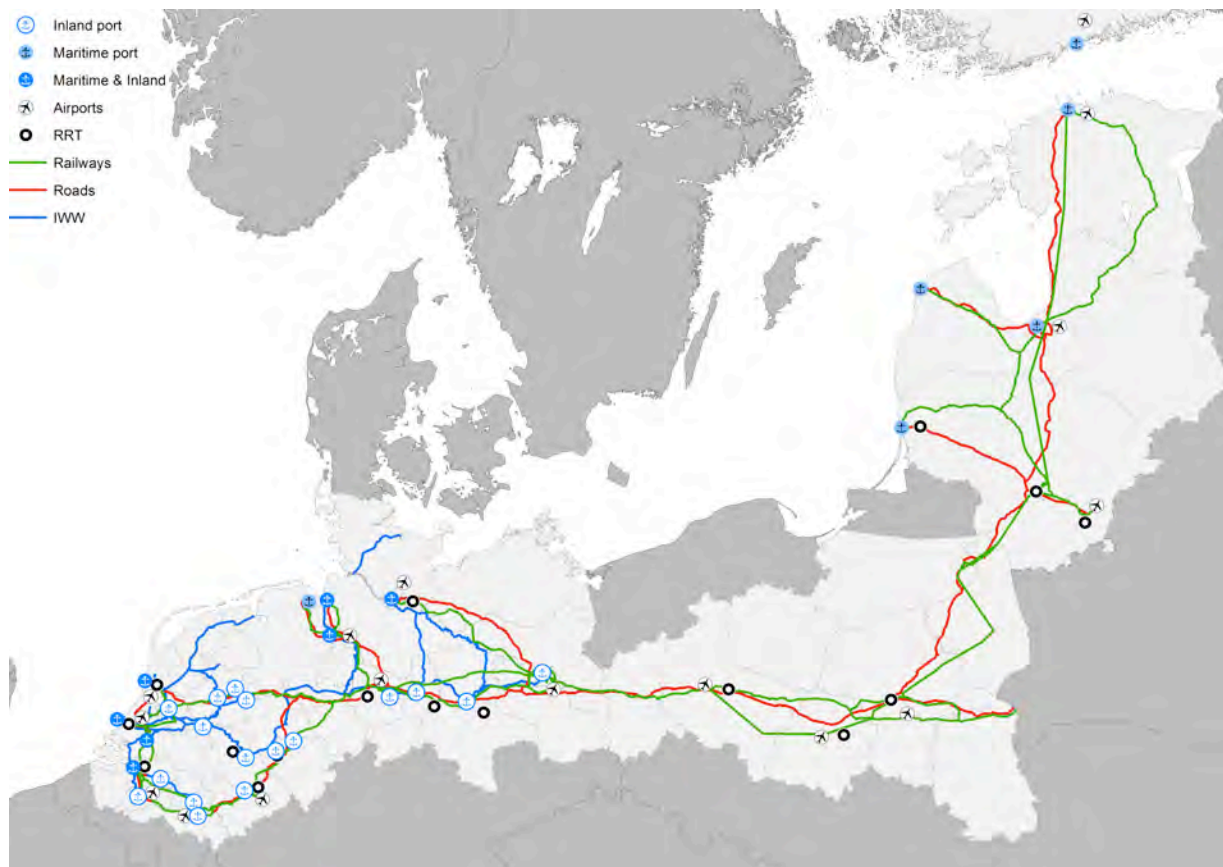 Inland port
Maritime port
Maritime & Inland
Airports
RRT
Railways
Roads
IWW